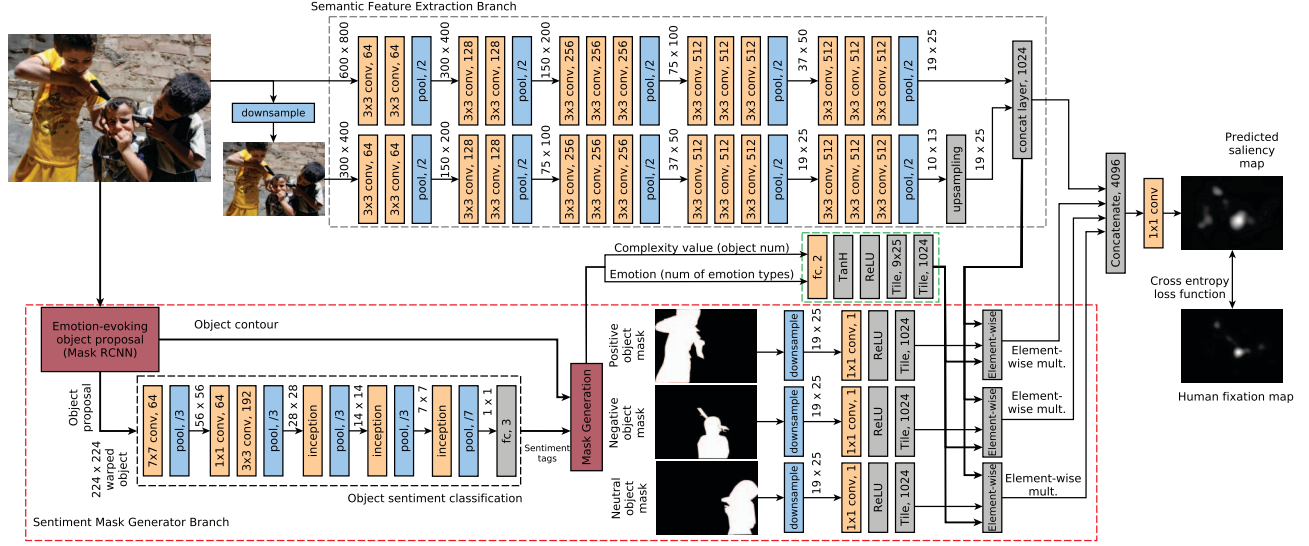 Semantic Feature Extraction Branch
600 x 800
3x3 conv, 64
3x3 conv, 64
pool, /2
300 x 400
3x3 conv, 128
3x3 conv, 128
pool, /2
150 x 200
3x3 conv, 256
3x3 conv, 256
3x3 conv, 256
pool, /2
75 x 100
3x3 conv, 512
3x3 conv, 512
3x3 conv, 512
pool, /2
37 x 50
3x3 conv, 512
3x3 conv, 512
3x3 conv, 512
pool, /2
19 x 25
concat layer, 1024
downsample
300 x 400
3x3 conv, 64
3x3 conv, 64
pool, /2
150 x 200
3x3 conv, 128
3x3 conv, 128
pool, /2
75 x 100
3x3 conv, 256
3x3 conv, 256
3x3 conv, 256
pool, /2
37 x 50
3x3 conv, 512
3x3 conv, 512
3x3 conv, 512
pool, /2
19 x 25
3x3 conv, 512
3x3 conv, 512
3x3 conv, 512
pool, /2
10 x 13
upsampling
19 x 25
Concatenate, 4096
1x1 conv
Predicted
saliency
map
Cross entropy
loss function
Human fixation map
Complexity value (object num)
Emotion (num of emotion types)
fc, 2
TanH
ReLU
Tile, 9x25
Tile, 1024
Emotion-evoking
object proposal
(Mask RCNN)
Object contour
Object
proposal
224 x 224
warped
object
7x7 conv, 64
pool, /3
56 x 56
1x1 conv, 64
3x3 conv, 192
pool, /3
28 x 28
inception
pool, /3
14 x 14
inception
pool, /3
7 x 7
inception
pool, /7
1 x 1
fc, 3
Sentiment
tags
Object sentiment classification
Mask Generation
Positive
object
mask
downsample
19 x 25
1x1 conv, 1
ReLU
Tile, 1024
Element-wise
Element-
wise mult.
Negative
object
mask
downsample
19 x 25
1x1 conv, 1
ReLU
Tile, 1024
Element-wise
Element-
wise mult.
Neutral
object
mask
downsample
19 x 25
1x1 conv, 1
ReLU
Tile, 1024
Element-wise
Element-wise
mult.
Sentiment Mask Generator Branch